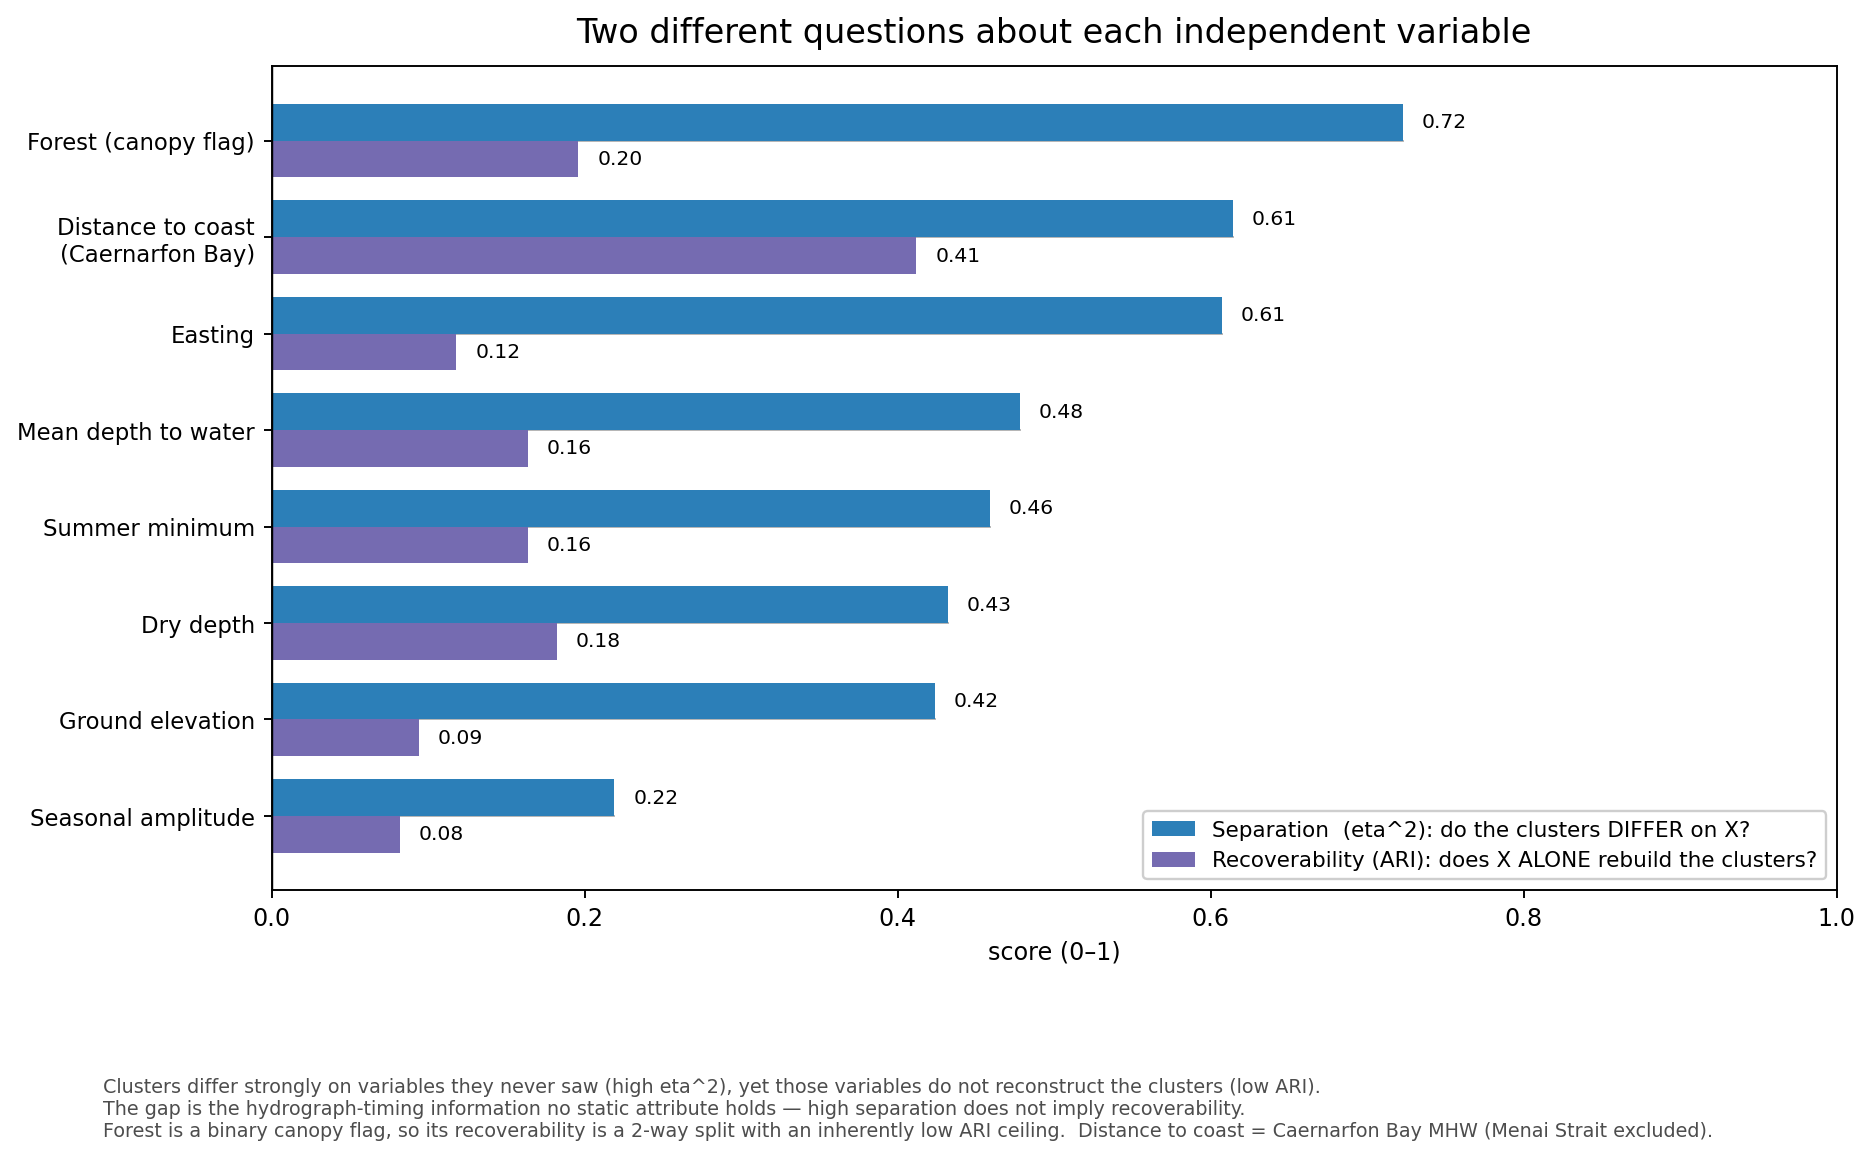 Two different questions about each independent variable
Forest (canopy flag)
0.72
0.20
Distance to coast
(Caernarfon Bay)
0.61
0.41
Easting
0.61
0.12
Mean depth to water
0.48
0.16
Summer minimum
0.46
0.16
Dry depth
0.43
0.18
Ground elevation
0.42
0.09
Seasonal amplitude
0.22
0.08
Separation  (eta^2): do the clusters DIFFER on X?
Recoverability (ARI): does X ALONE rebuild the clusters?
0.0 0.2 0.4 0.6 0.8 1.0
score (0–1)
Clusters differ strongly on variables they never saw (high eta^2), yet those variables do not reconstruct the clusters (low ARI).
The gap is the hydrograph-timing information no static attribute holds — high separation does not imply recoverability.
Forest is a binary canopy flag, so its recoverability is a 2-way split with an inherently low ARI ceiling.  Distance to coast = Caernarfon Bay MHW (Menai Strait excluded).